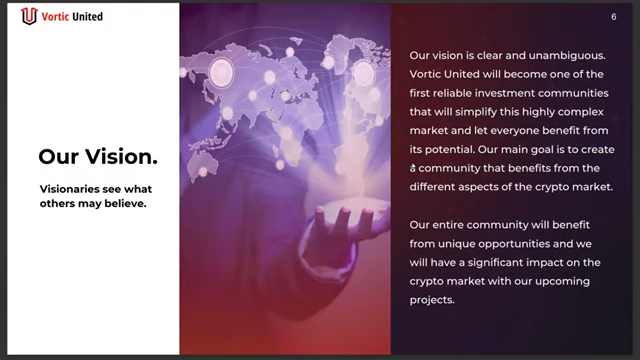 Vortic United
6
Our Vision.
Visionaries see what
others may believe.
Our vision is clear and unambiguous.
Vortic United will become one of the
first reliable investment communities
that will simplify this highly complex
market and let everyone benefit from
its potential. Our main goal is to create
a community that benefits from the
different aspects of the crypto market.
Our entire community will benefit
from unique opportunities and we
will have a significant impact on the
crypto market with our upcoming
projects.